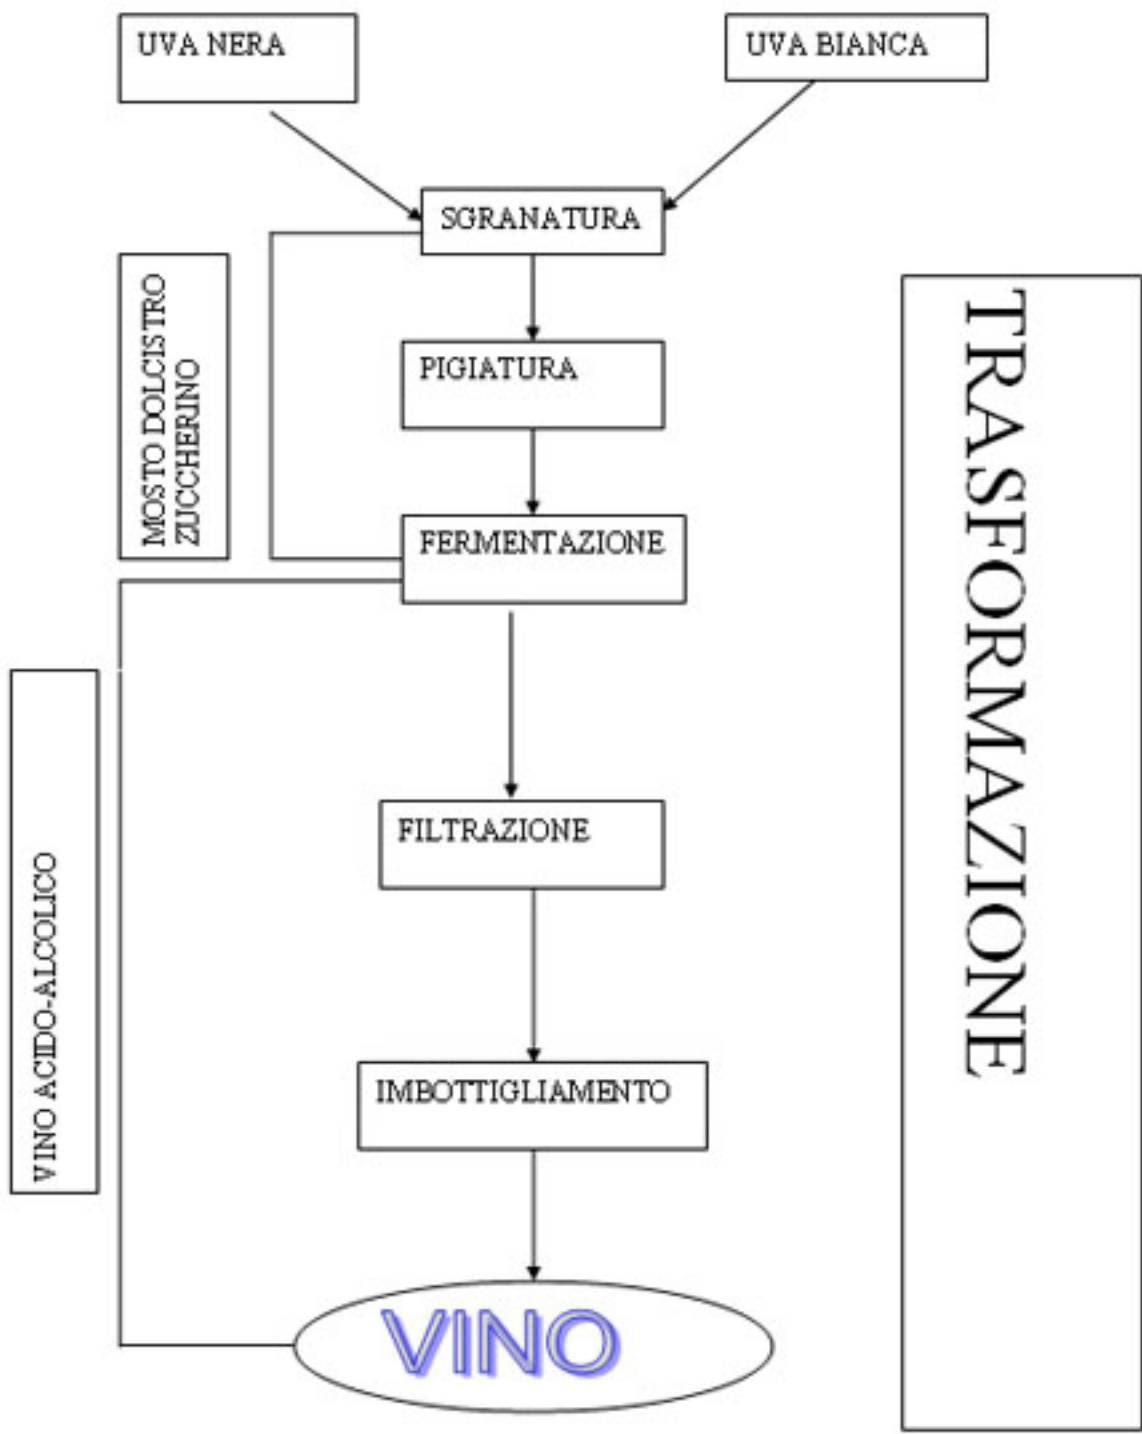 UVA NERA
UVA BIANCA
SGRANATURA
MOSTO DOLCISTRO
ZUCCHERINO
PIGIATURA
FERMENTAZIONE
TRASFORMAZIONE
FILTRAZIONE
VINO ACIDO-ALCOLICO
IMBOTTIGLIAMENTO
VINO